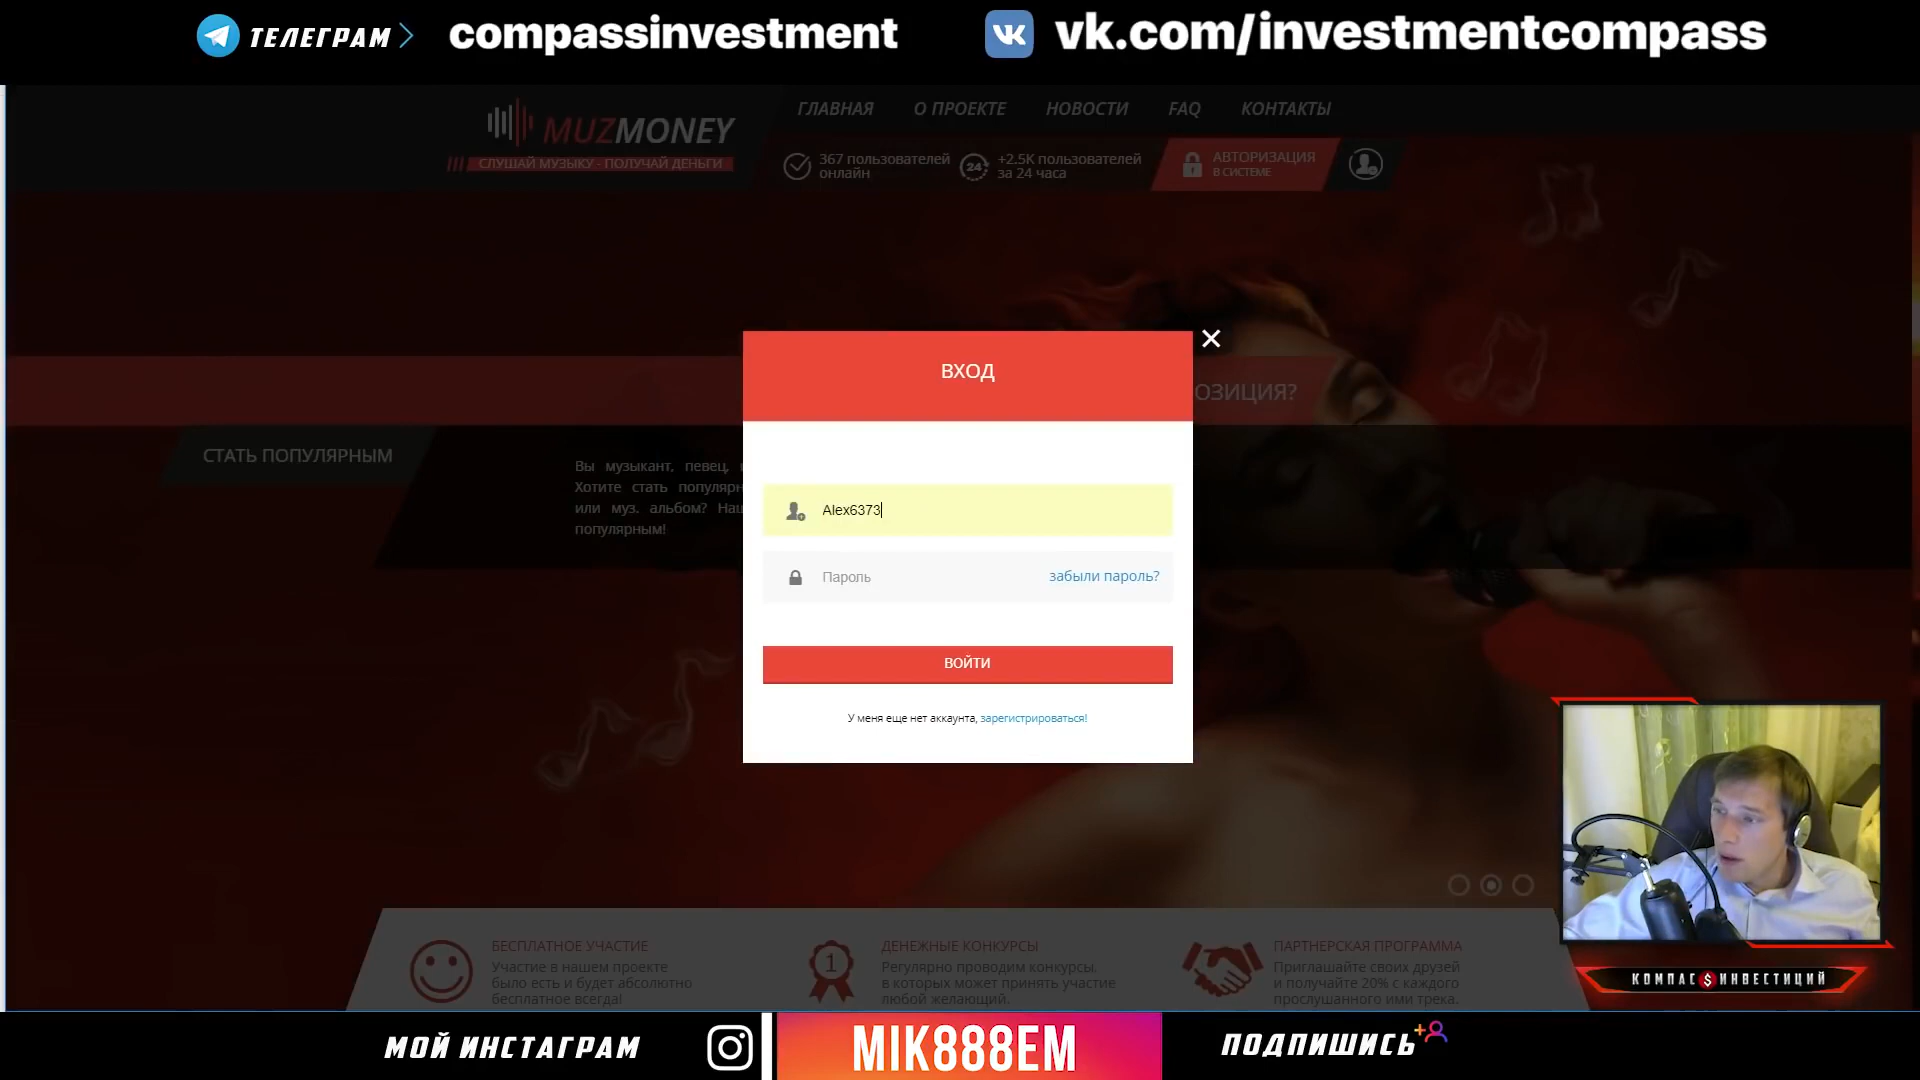 ТЕЛЕГРАМ
compassinvestment
vk.com/investmentcompass
MUZMONEY
СЛУШАЙ МУЗЫКУ - ПОЛУЧАЙ ДЕНЬГИ
ГЛАВНАЯ О ПРОЕКТЕ НОВОСТИ FAQ КОНТАКТЫ
367 пользователей
онлайн
24
+2.5K пользователей
за 24 часа
АВТОРИЗАЦИЯ
В СИСТЕМЕ
ВХОД
ОЗИЦИЯ?
СТАТЬ ПОПУЛЯРНЫМ
Вы музыкант, певец,
Хотите стать популярн
или муз. альбом? Наш
популярным!
Alex6373
Пароль
забыли пароль?
ВОЙТИ
У меня еще нет аккаунта, зарегистрироваться!
БЕСПЛАТНОЕ УЧАСТИЕ
Участие в нашем проекте
было есть и будет абсолютно
бесплатное всегда!
1
ДЕНЕЖНЫЕ КОНКУРСЫ
Регулярно проводим конкурсы,
в которых может принять участие
любой желающий.
ПАРТНЕРСКАЯ ПРОГРАММА
Приглашайте своих друзей
и получайте 20% с каждого
прослушанного ими трека.
КОМПАС $ ИНВЕСТИЦИЙ
МОЙ ИНСТАГРАМ
MIK888EM
ПОДПИШИСЬ